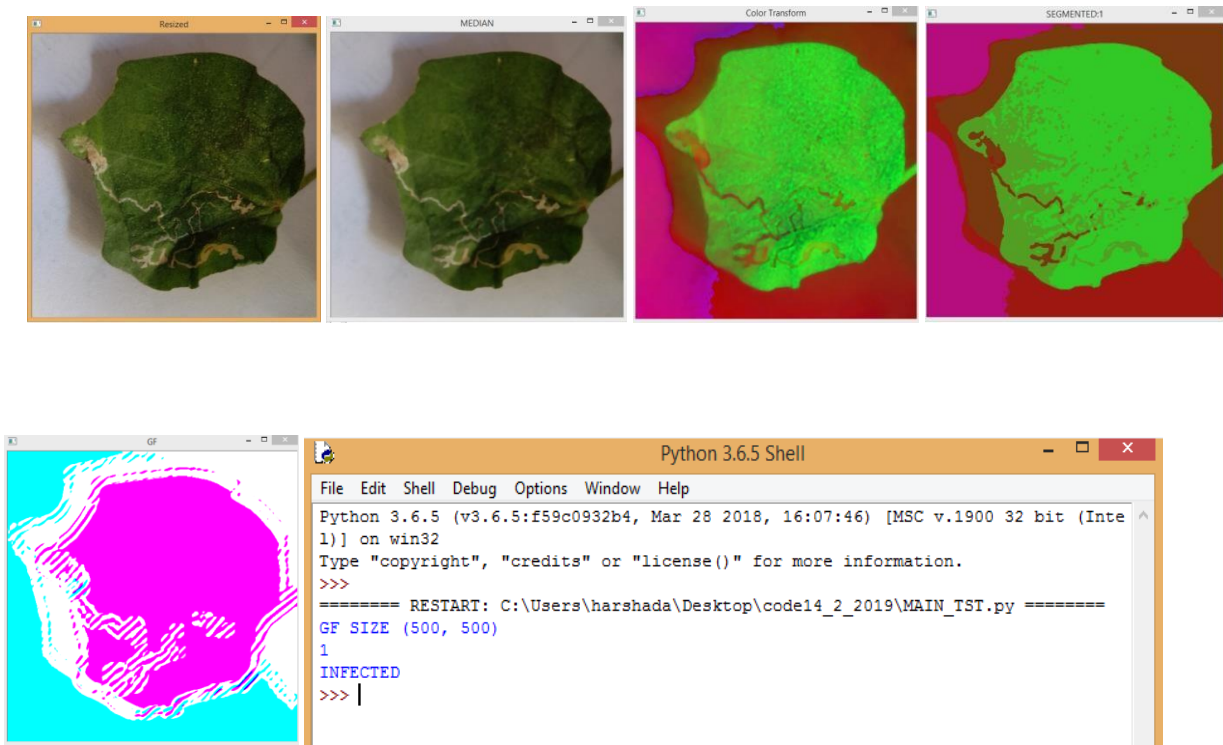 Resized
MEDIAN
Color Transform
SEGMENTED:1
GF
Python 3.6.5 Shell
File Edit Shell Debug Options Window Help
Python 3.6.5 (v3.6.5:f59c0932b4, Mar 28 2018, 16:07:46) [MSC v.1900 32 bit (Inte
l)] on win32
Type "copyright", "credits" or "license()" for more information.
>>>
======== RESTART: C:\Users\harshada\Desktop\code14_2_2019\MAIN_TST.py ========
GF SIZE (500, 500)
1
INFECTED
>>>